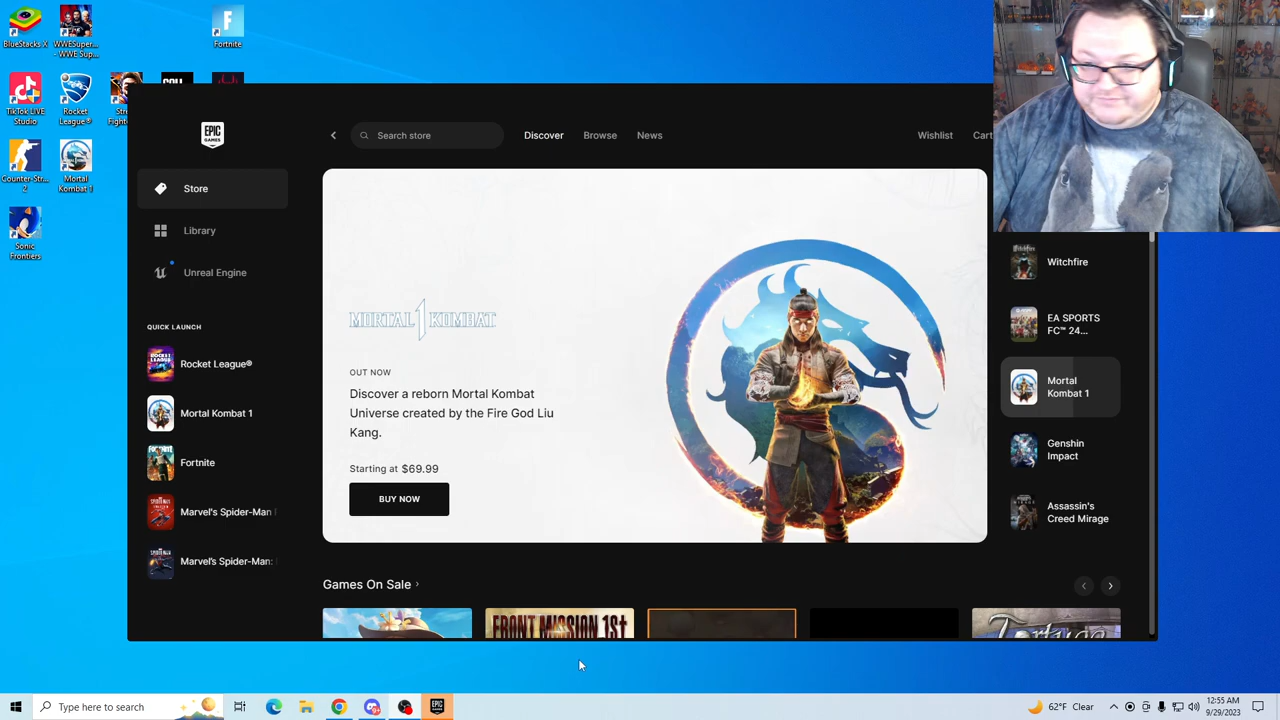 BlueStacks X
WWESuper...
- WWE Sup...
Fortnite
TikTok LIVE
Studio
Rocket
League®
Counter-Str...
2
Mortal
Kombat 1
Sonic
Frontiers
EPIC
GAMES
Search store
Discover
Browse
News
Wishlist
Cart
Store
Library
Unreal Engine
QUICK LAUNCH
Rocket League®
Mortal Kombat 1
Fortnite
Marvel's Spider-Man
Marvel's Spider-Man:
MORTAL 1 KOMBAT
OUT NOW
Discover a reborn Mortal Kombat
Universe created by the Fire God Liu
Kang.
Starting at $69.99
BUY NOW
Witchfire
EA SPORTS
FC™ 24...
Mortal
Kombat 1
Genshin
Impact
Assassin's
Creed Mirage
Games On Sale
FRONT MISSION 1st
Tortuga
Type here to search
62°F Clear
12:55 AM
9/29/2023